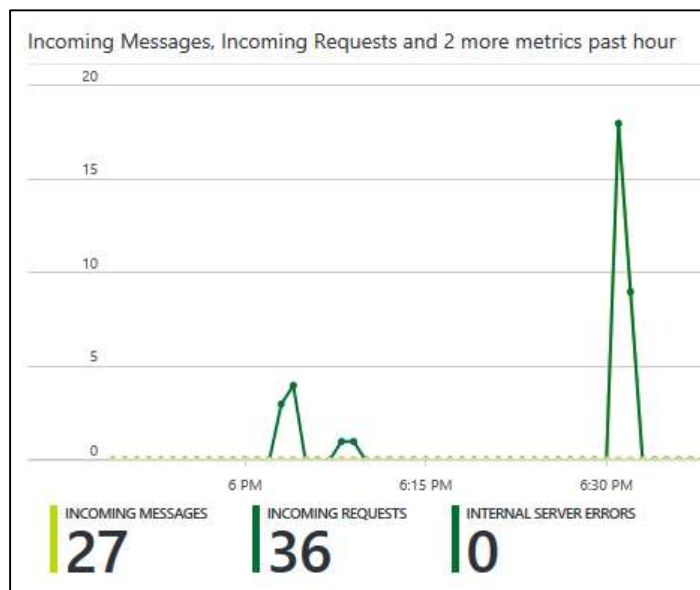 Incoming Messages, Incoming Requests and 2 more metrics past hour
20
15
10
5
0
6 PM 6:15 PM 6:30 PM
INCOMING MESSAGES INCOMING REQUESTS INTERNAL SERVER ERRORS
27 36 0